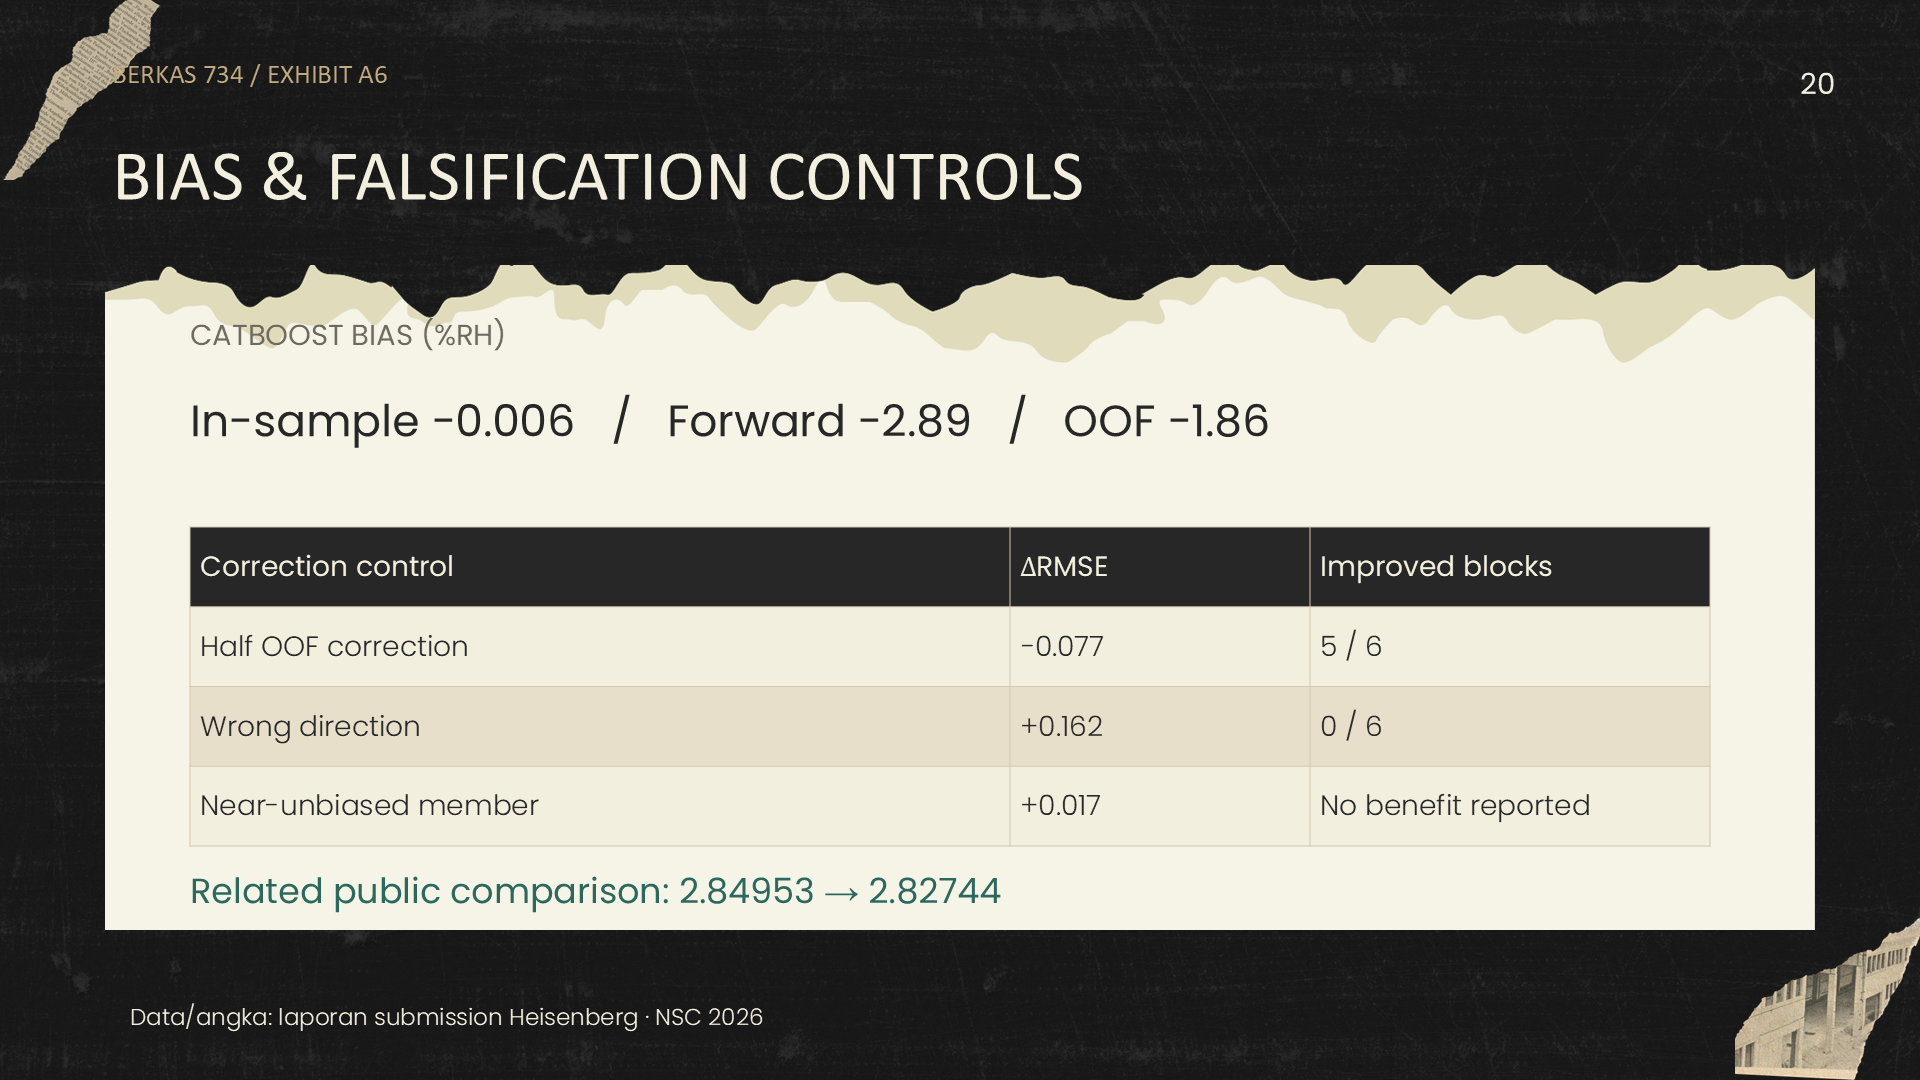 BERKAS 734 / EXHIBIT A6
20
BIAS & FALSIFICATION CONTROLS
CATBOOST BIAS (%RH)
In-sample -0.006 / Forward -2.89 / OOF -1.86
Correction control ΔRMSE Improved blocks
Half OOF correction -0.077 5 / 6
Wrong direction +0.162 0 / 6
Near-unbiased member +0.017 No benefit reported
Related public comparison: 2.84953 → 2.82744
Data/angka: laporan submission Heisenberg · NSC 2026